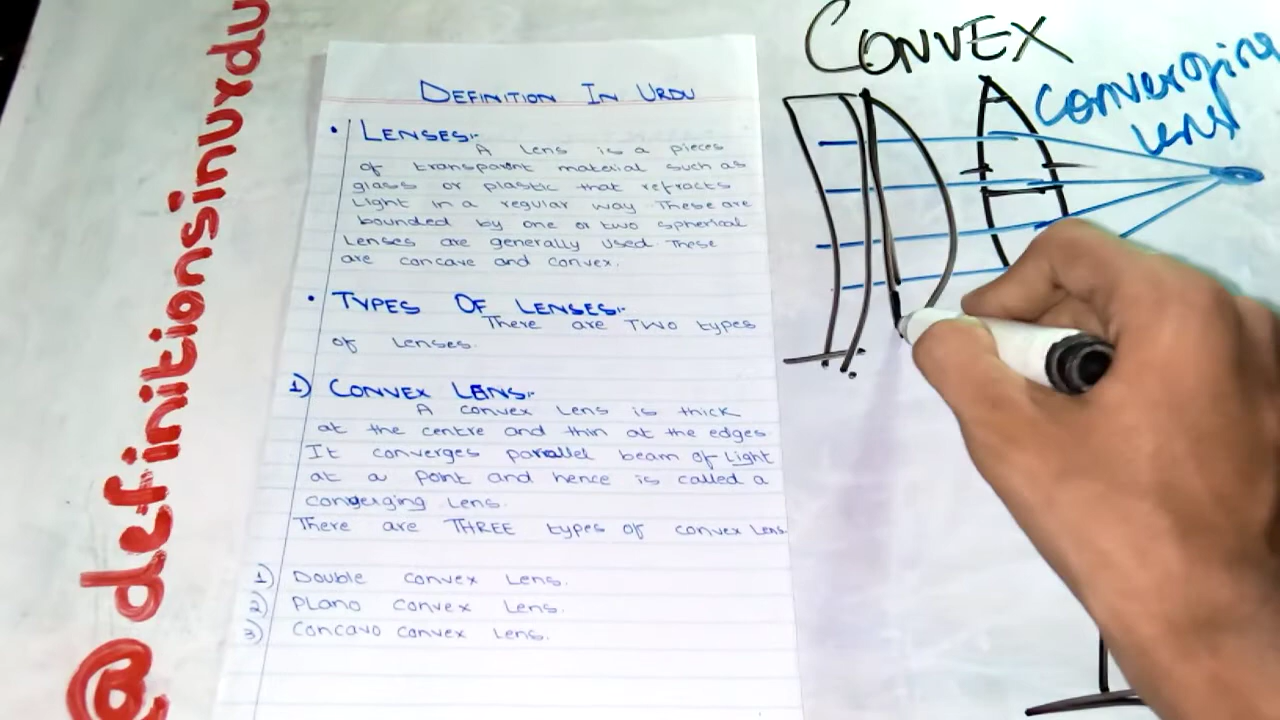 @definitionsinurdu
DEFINITION IN URDU
• LENSES:-
A Lens is a pieces
of transparent material such as
glass or plastic that refracts
Light in a regular way These are
bounded by one or two spherical
Lenses are generally used These
are concave and convex.
• TYPES OF LENSES:-
There are TWO types
of Lenses.
1) CONVEX LENS:-
A convex Lens is thick
at the centre and thin at the edges
It converges parallel beam of Light
at a point and hence is called a
converging Lens.
There are THREE types of convex Lens
1) Double convex Lens.
2) PLano convex Lens.
3) Concavo convex Lens.
CONVEX
Converging
Lens